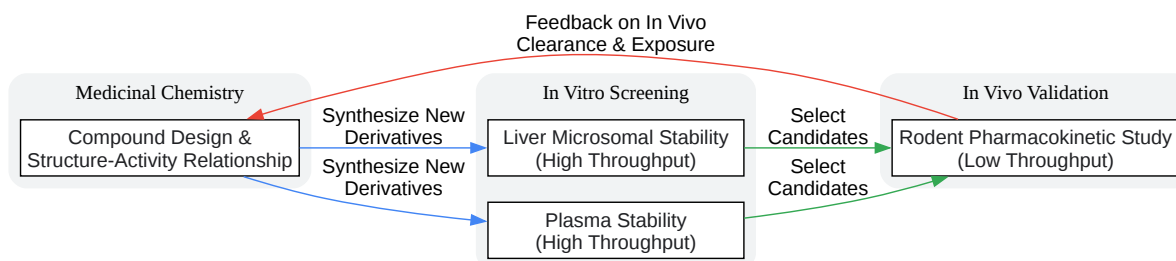 Feedback on In Vivo
Clearance & Exposure
Medicinal Chemistry
In Vitro Screening
In Vivo Validation
Synthesize New
Derivatives
Select
Candidates
Compound Design &
Structure-Activity Relationship
Liver Microsomal Stability
(High Throughput)
Rodent Pharmacokinetic Study
(Low Throughput)
Synthesize New
Derivatives
Select
Candidates
Plasma Stability
(High Throughput)